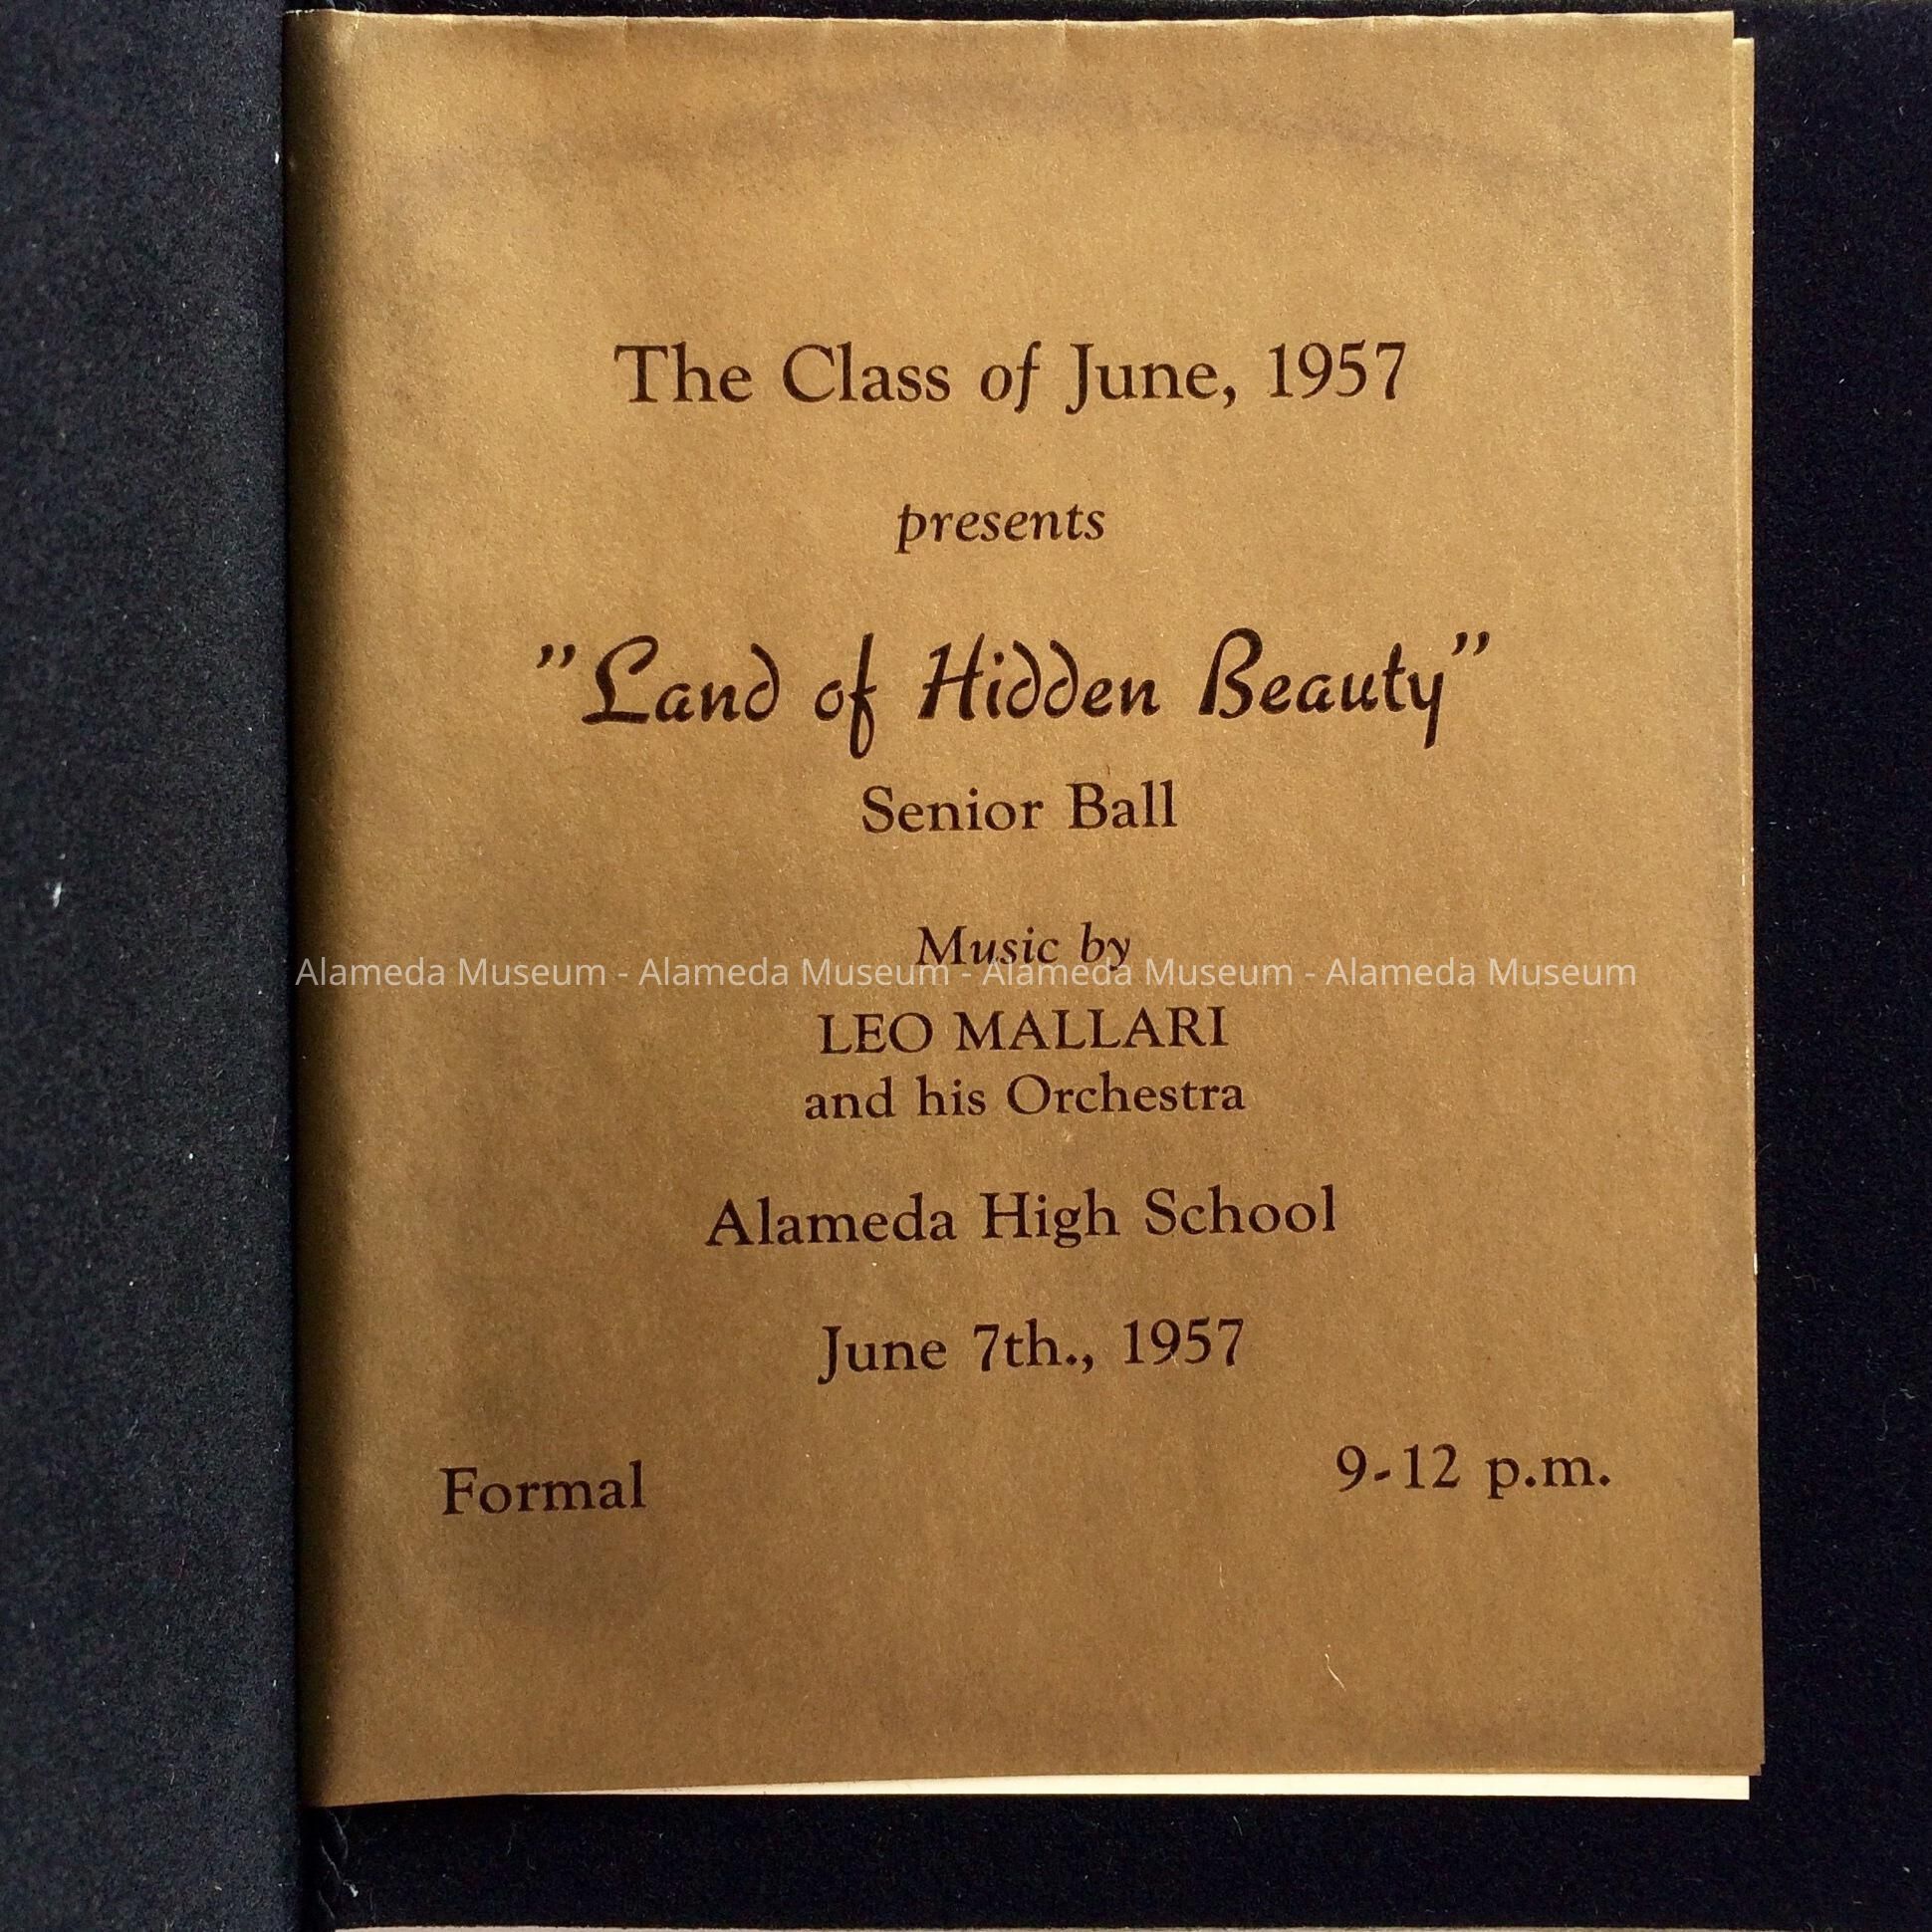 The Class of June, 1957
presents
"Land of Hidden Beauty"
Senior Ball
Music by
Alameda Museum - Alameda Museum - Alameda Museum - Alameda Museum
LEO MALLARI
and his Orchestra
Alameda High School
June 7th., 1957
Formal 9-12 p.m.